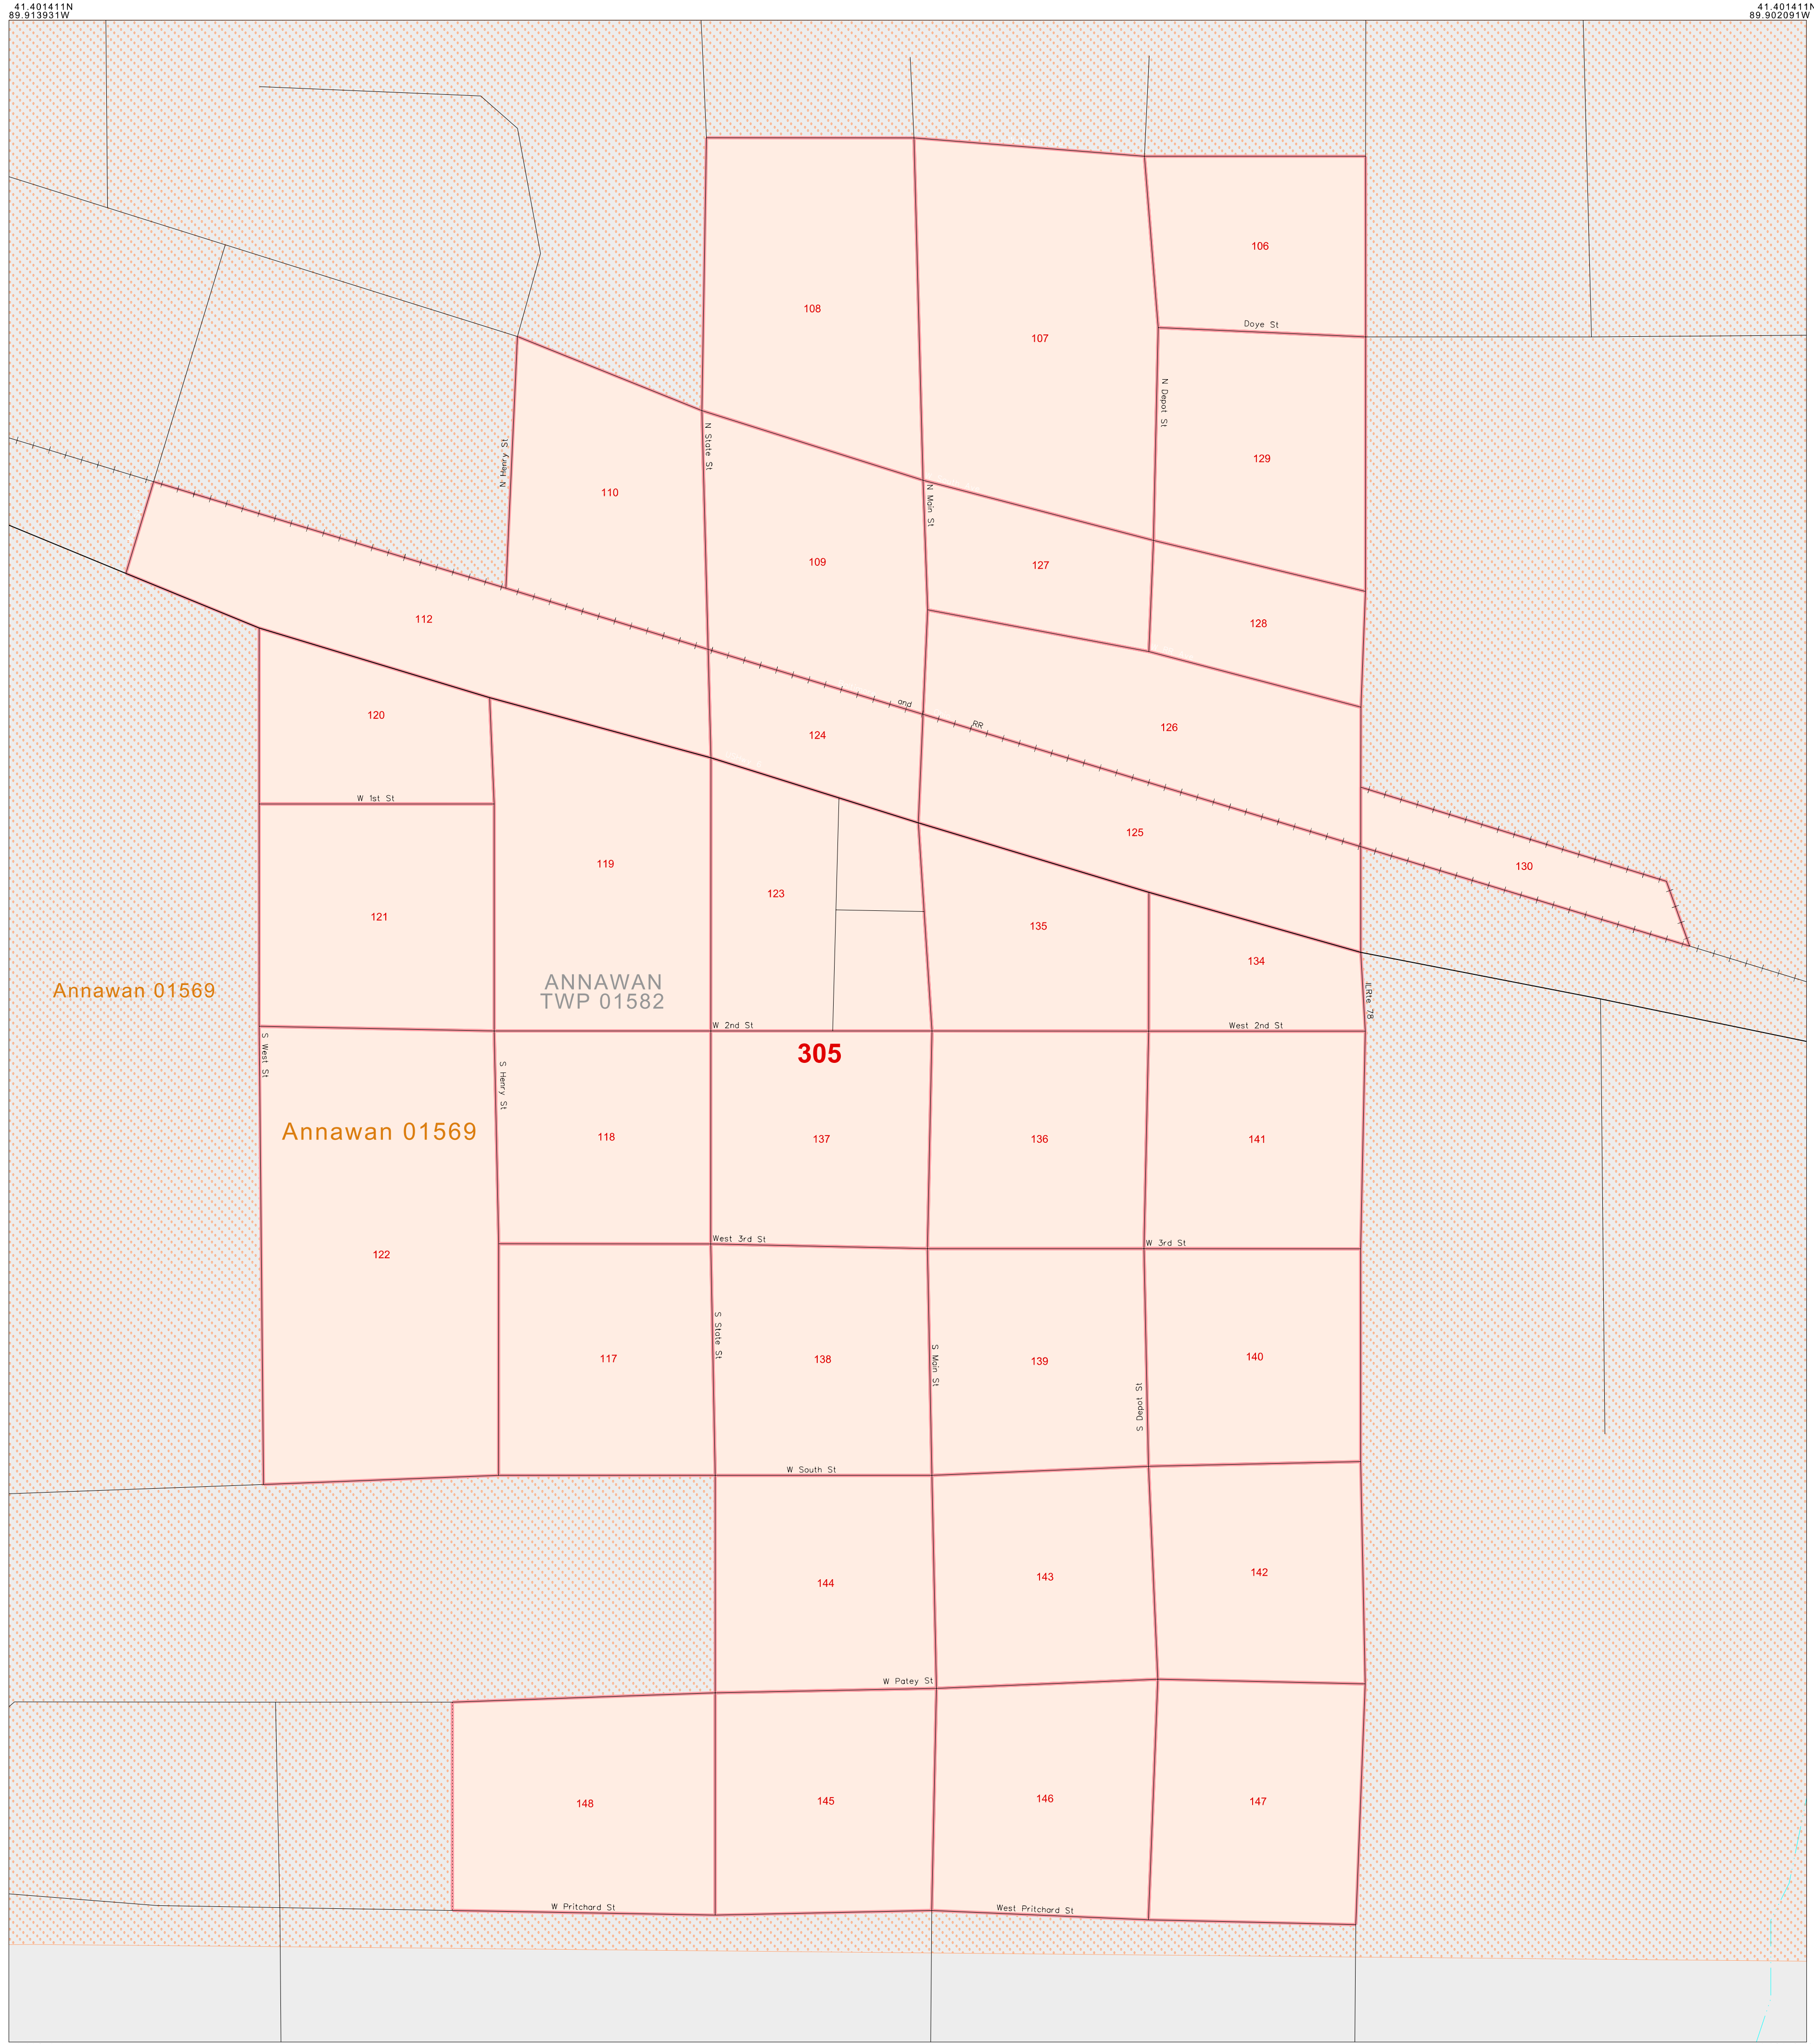 41.401411N
89.913931W
41.401411N
89.902091W
106
108
Doye St
107
N Depot St
N State St
N Henry St
129
110
N Main St
109
127
112
128
and
120
RR
126
124
W 1st St
125
119
130
123
121
135
134
ANNAWAN
TWP 01582
Annawan 01569
IL Rte 78
W 2nd St
West 2nd St
S West St
305
S Henry St
Annawan 01569
118
137
136
141
West 3rd St
W 3rd St
122
S State St
S Main St
117
138
139
140
S Depot St
W South St
144
143
142
W Patey St
148
145
146
147
W Pritchard St
West Pritchard St